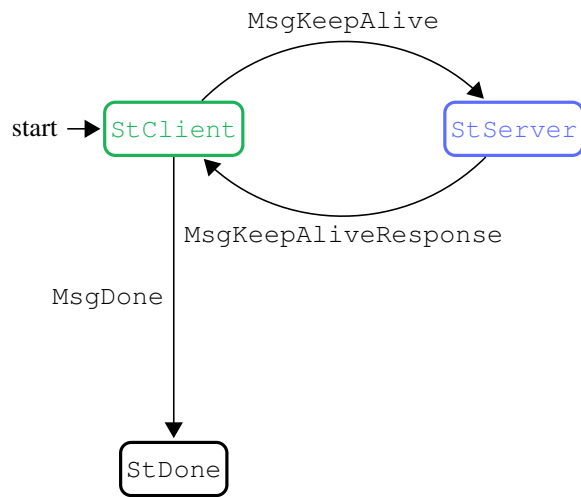 MsgKeepAlive
start
StClient
StServer
MsgKeepAliveResponse
MsgDone
StDone